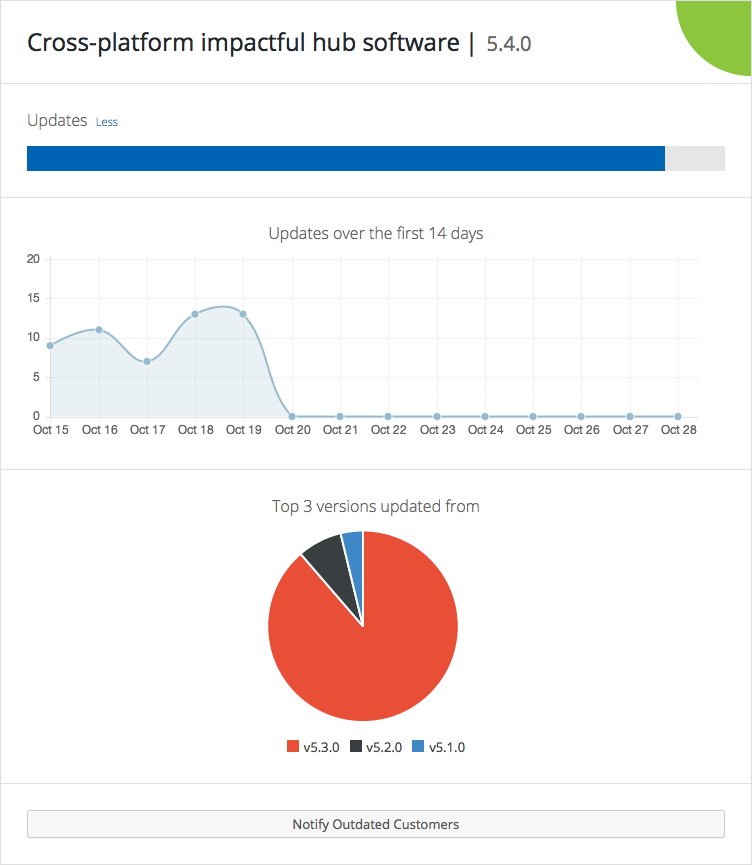 Cross-platform impactful hub software | 5.4.0
Updates Less
Updates over the first 14 days
20
15
10
5
0
Oct 15 Oct 16 Oct 17 Oct 18 Oct 19 Oct 20 Oct 21 Oct 22 Oct 23 Oct 24 Oct 25 Oct 26 Oct 27 Oct 28
Top 3 versions updated from
v5.3.0 v5.2.0 v5.1.0
Notify Outdated Customers